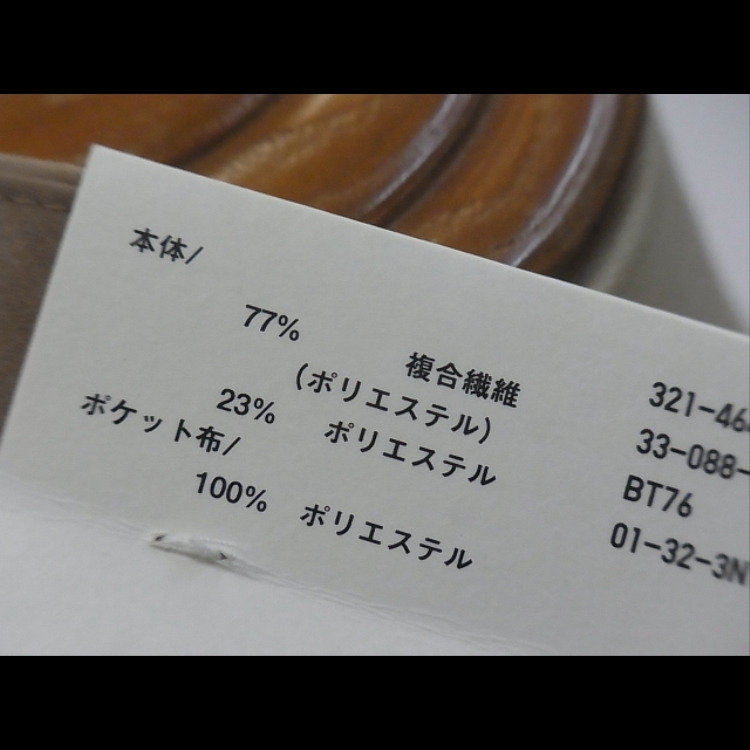 本体/
77% 複合繊維
(ポリエステル)
23% ポリエステル
ポケット布/
100% ポリエステル
321-46
33-088-
BT76
01-32-3N